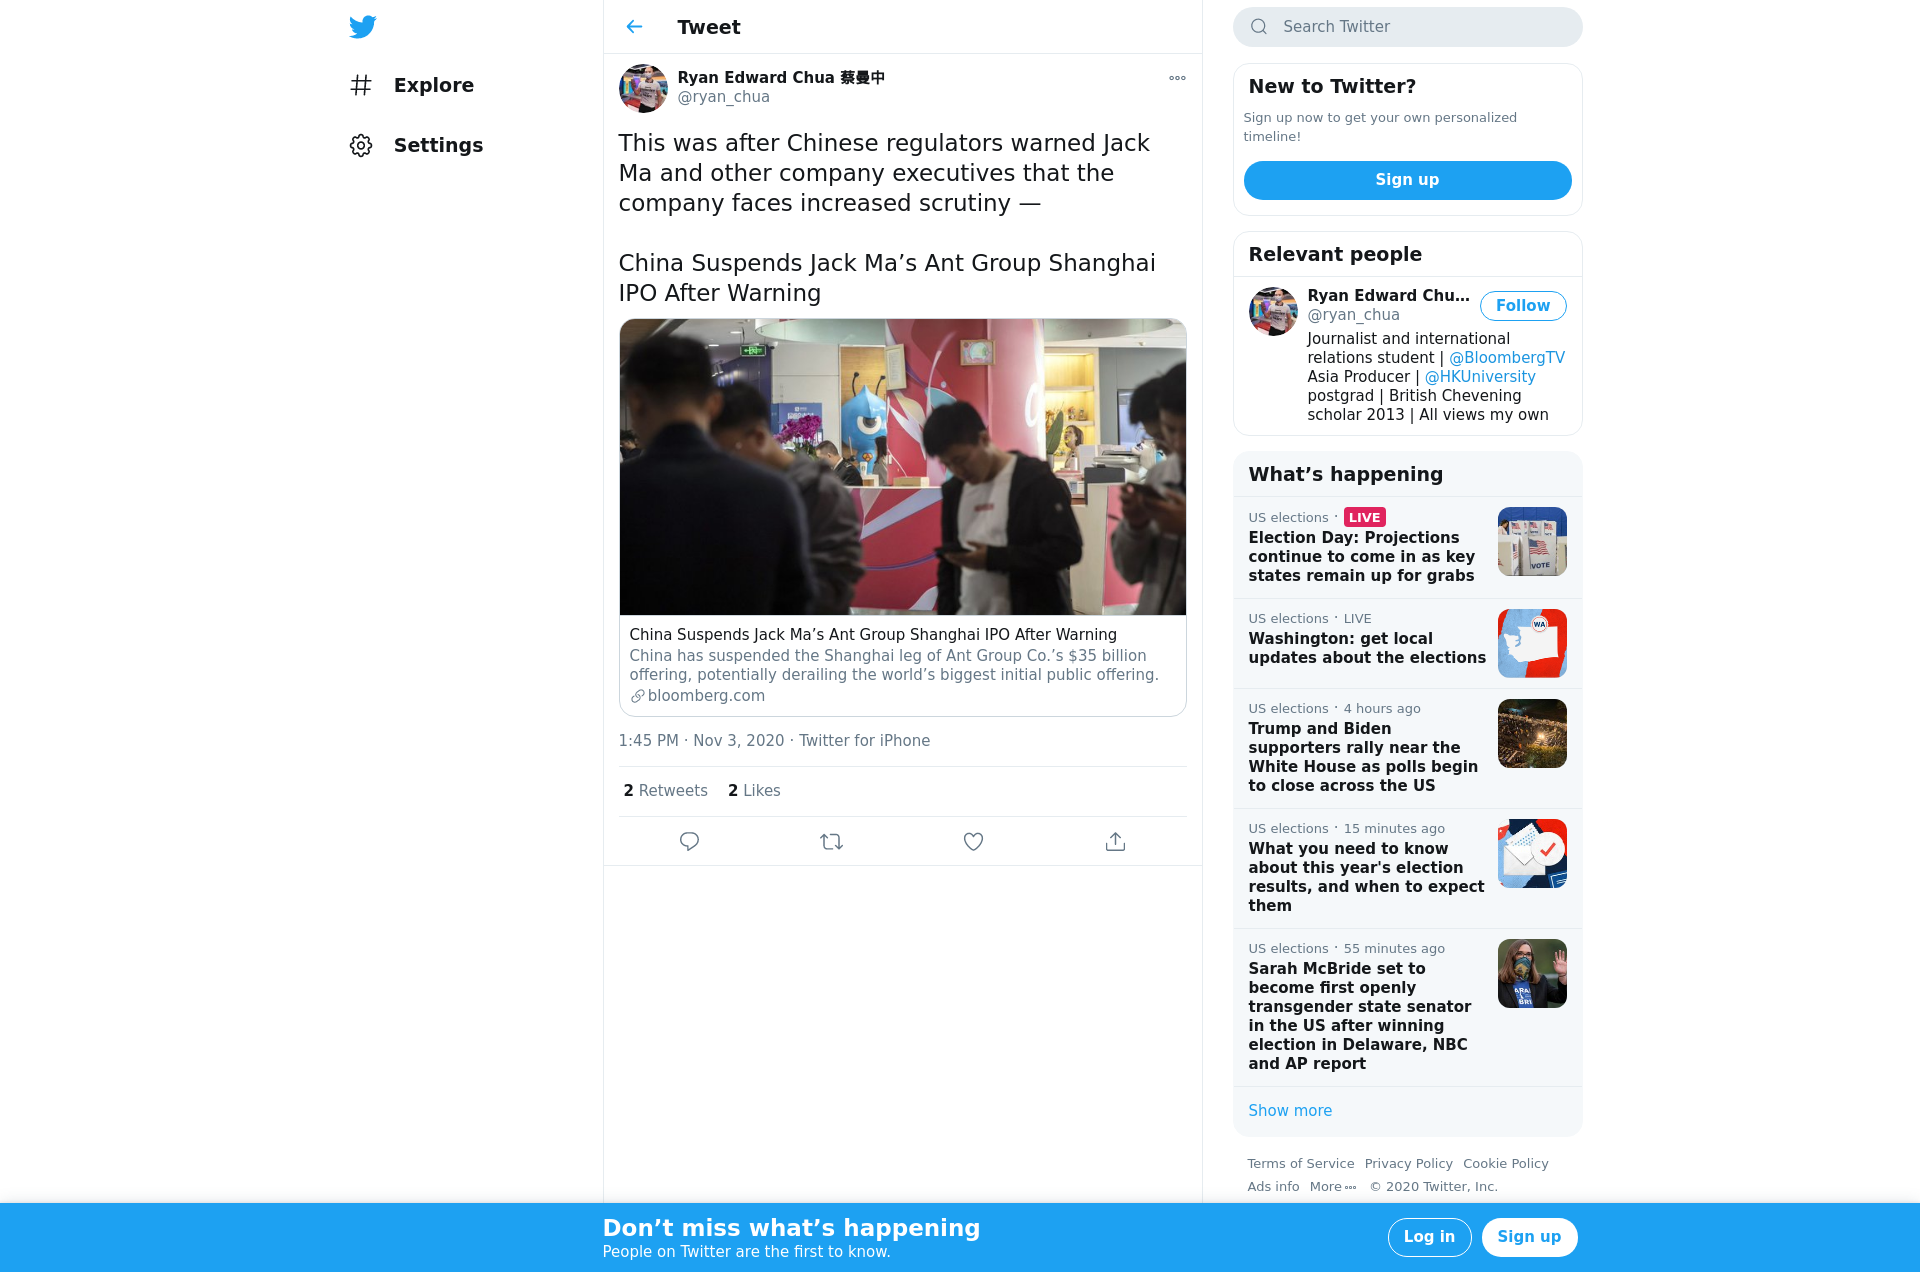 Explore
Settings
Tweet
Ryan Edward Chua 蔡曼中
@ryan_chua
This was after Chinese regulators warned Jack
Ma and other company executives that the
company faces increased scrutiny —
China Suspends Jack Ma’s Ant Group Shanghai
IPO After Warning
China Suspends Jack Ma’s Ant Group Shanghai IPO After Warning
China has suspended the Shanghai leg of Ant Group Co.’s $35 billion
offering, potentially derailing the world’s biggest initial public offering.
bloomberg.com
1:45 PM · Nov 3, 2020 · Twitter for iPhone
2 Retweets 2 Likes
Search Twitter
New to Twitter?
Sign up now to get your own personalized
timeline!
Sign up
Relevant people
Ryan Edward Chu...
@ryan_chua
Follow
Journalist and international
relations student | @BloombergTV
Asia Producer | @HKUniversity
postgrad | British Chevening
scholar 2013 | All views my own
What’s happening
US elections · LIVE
Election Day: Projections
continue to come in as key
states remain up for grabs
VOTE
US elections · LIVE
Washington: get local
updates about the elections
WA
US elections · 4 hours ago
Trump and Biden
supporters rally near the
White House as polls begin
to close across the US
US elections · 15 minutes ago
What you need to know
about this year's election
results, and when to expect
them
US elections · 55 minutes ago
Sarah McBride set to
become first openly
transgender state senator
in the US after winning
election in Delaware, NBC
and AP report
Show more
Terms of Service Privacy Policy Cookie Policy
Ads info More © 2020 Twitter, Inc.
Don’t miss what’s happening
People on Twitter are the first to know.
Log in
Sign up